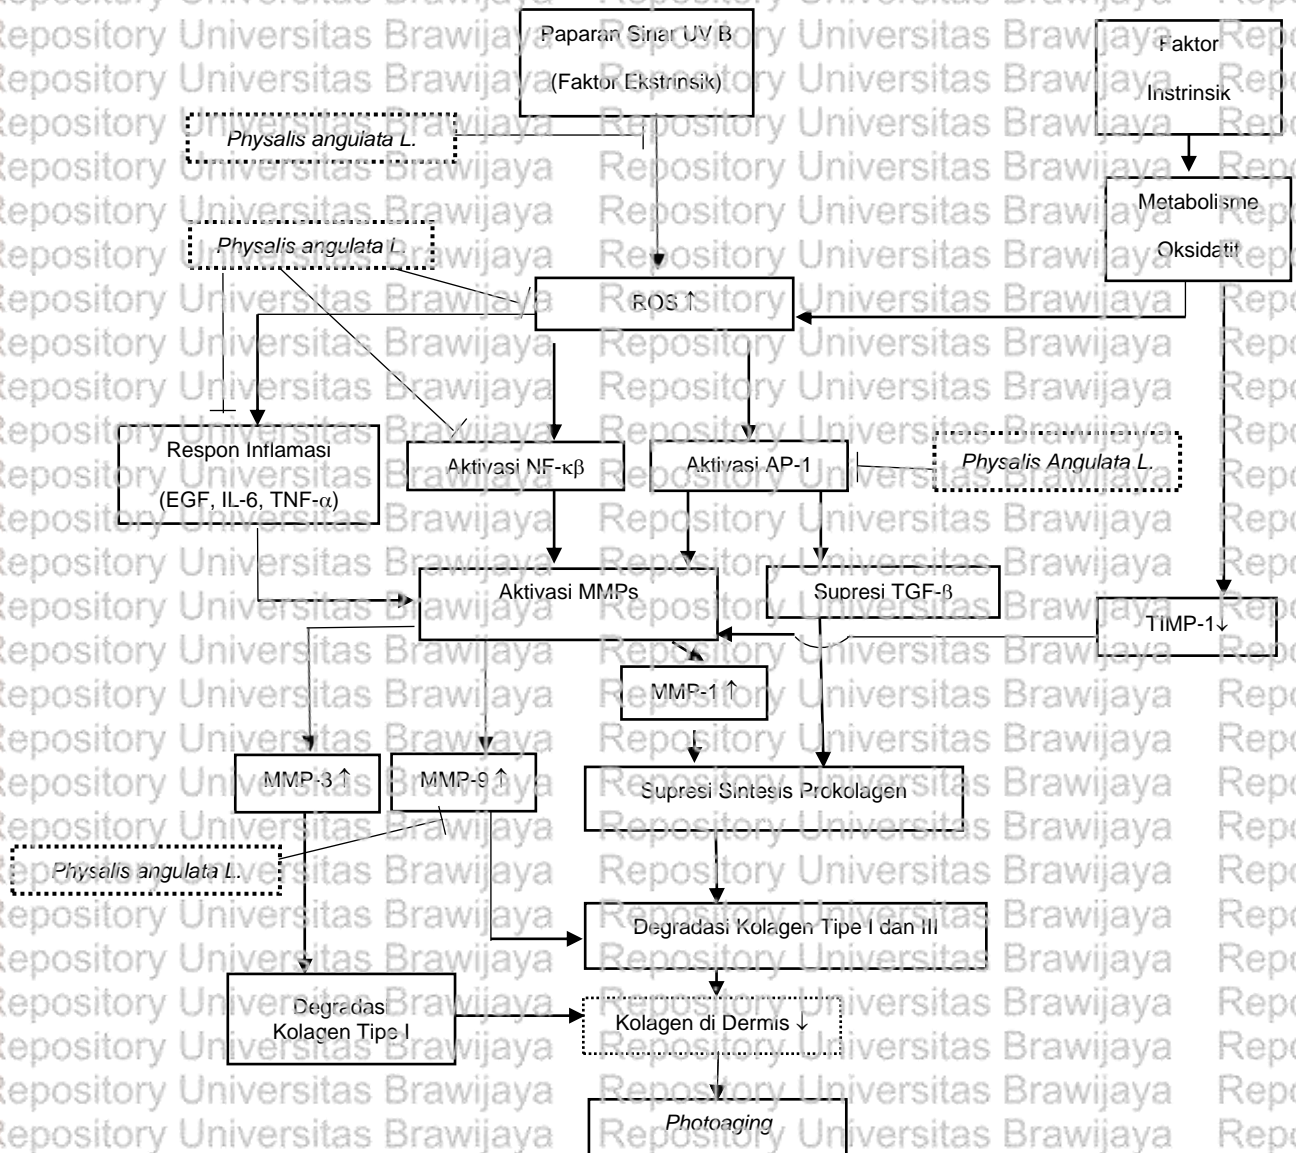 Paparan Sinar UV B
(Faktor Ekstrinsik)
Faktor
Instrinsik
Physalis angulata L.
Metabolisme
Oksidatif
Physalis angulata L.
ROS ↑
Respon Inflamasi
(EGF, IL-6, TNF-α)
Aktivasi NF-κβ
Aktivasi AP-1
Physalis Angulata L.
Aktivasi MMPs
Supresi TGF-β
TIMP-1↓
MMP-1 ↑
MMP-3 ↑
MMP-9 ↑
Supresi Sintesis Prokolagen
Physalis angulata L.
Degradasi Kolagen Tipe I dan III
Degradasi
Kolagen Tipe I
Kolagen di Dermis ↓
Photoaging
Repository Universitas Brawijaya